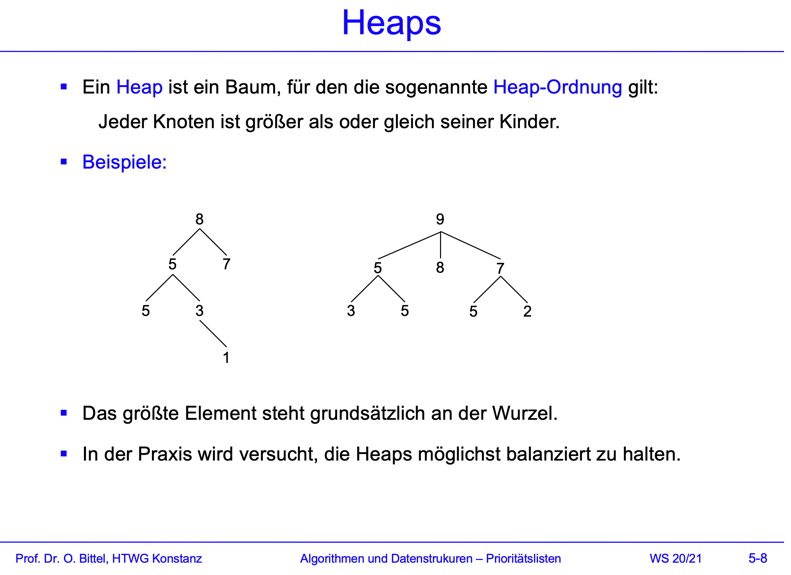 Heaps
▪ Ein Heap ist ein Baum, für den die sogenannte Heap-Ordnung gilt:
Jeder Knoten ist größer als oder gleich seiner Kinder.
▪ Beispiele:
8 9
5 7 5 8 7
5 3 3 5 5 2
1
▪ Das größte Element steht grundsätzlich an der Wurzel.
▪ In der Praxis wird versucht, die Heaps möglichst balanziert zu halten.
Prof. Dr. O. Bittel, HTWG Konstanz Algorithmen und Datenstrukuren – Prioritätslisten WS 20/21 5-8